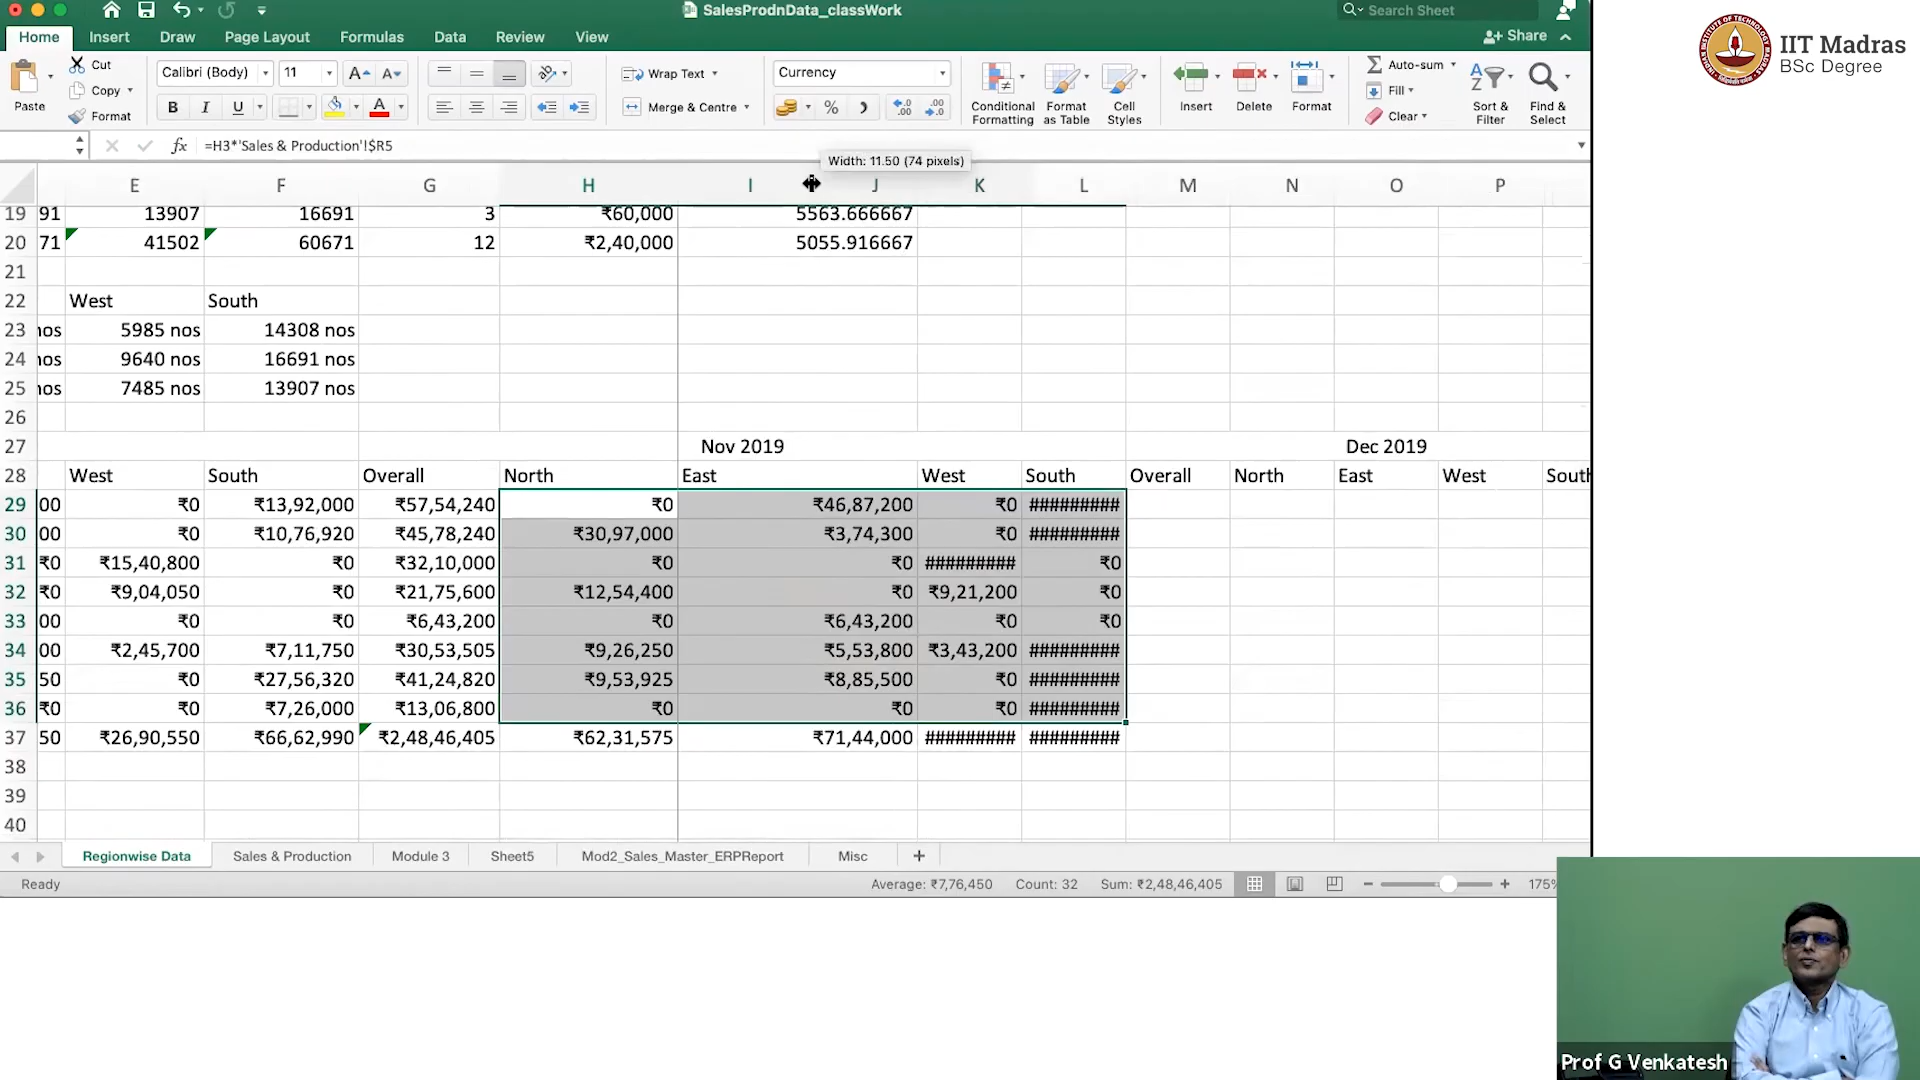 SalesProdnData_classWork
Search Sheet
Home Insert Draw Page Layout Formulas Data Review View
Share
Paste
Cut
Copy
Format
Calibri (Body) 11
B I U
Wrap Text
Merge & Centre
Currency
Conditional Formatting
Format as Table
Cell Styles
Insert
Delete
Format
Auto-sum
Fill
Clear
Sort & Filter
Find & Select
IIT Madras
BSc Degree
fx =H3*'Sales & Production'!$R5
Width: 11.50 (74 pixels)
E F G H I J K L M N O P
19 91 13907 16691 3 ₹60,000 5563.666667
20 71 41502 60671 12 ₹2,40,000 5055.916667
21
22 West South
23 nos 5985 nos 14308 nos
24 nos 9640 nos 16691 nos
25 nos 7485 nos 13907 nos
26
27 Nov 2019 Dec 2019
28 West South Overall North East West South Overall North East West South
29 00 ₹0 ₹13,92,000 ₹57,54,240 ₹0 ₹46,87,200 ₹0 #########
30 00 ₹0 ₹10,76,920 ₹45,78,240 ₹30,97,000 ₹3,74,300 ₹0 #########
31 ₹0 ₹15,40,800 ₹0 ₹32,10,000 ₹0 ₹0 ######### ₹0
32 ₹0 ₹9,04,050 ₹0 ₹21,75,600 ₹12,54,400 ₹0 ₹9,21,200 ₹0
33 00 ₹0 ₹0 ₹6,43,200 ₹0 ₹6,43,200 ₹0 ₹0
34 00 ₹2,45,700 ₹7,11,750 ₹30,53,505 ₹9,26,250 ₹5,53,800 ₹3,43,200 #########
35 50 ₹0 ₹27,56,320 ₹41,24,820 ₹9,53,925 ₹8,85,500 ₹0 #########
36 ₹0 ₹0 ₹7,26,000 ₹13,06,800 ₹0 ₹0 ₹0 #########
37 50 ₹26,90,550 ₹66,62,990 ₹2,48,46,405 ₹62,31,575 ₹71,44,000 ######### #########
38
39
40
Regionwise Data Sales & Production Module 3 Sheet5 Mod2_Sales_Master_ERPReport Misc +
Ready Average: ₹7,76,450 Count: 32 Sum: ₹2,48,46,405 175%
Prof G Venkatesh